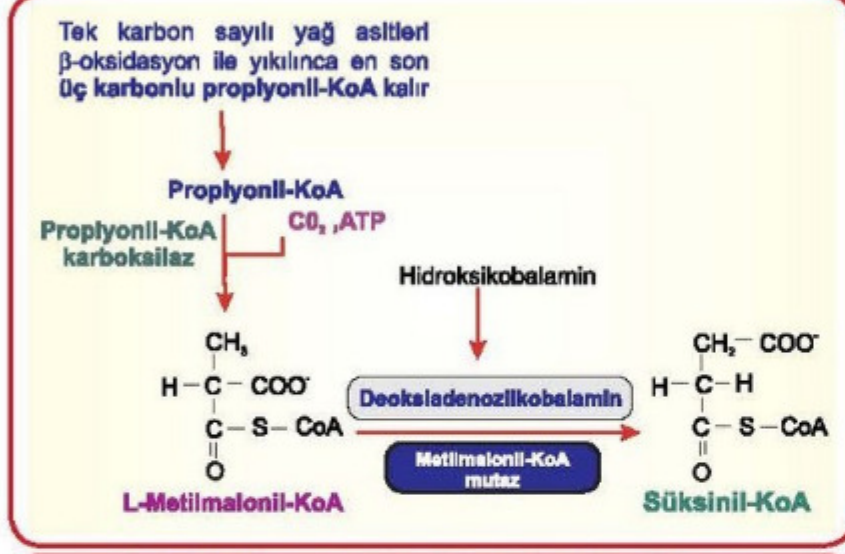 Tek karbon sayılı yağ asitleri
β-oksidasyon ile yıkılınca en son
üç karbonlu propiyonil-KoA kalır
Propiyonil-KoA
Propiyonil-KoA
karboksilaz
C0₂ ,ATP
Hidroksikobalamin
CH₃
H–C–COO⁻
C–S–CoA
O
L-Metilmalonil-KoA
Deoksiadenozilkobalamin
Metilmalonil-KoA
mutaz
CH₂–COO⁻
H–C–H
C–S–CoA
O
Süksinil-KoA